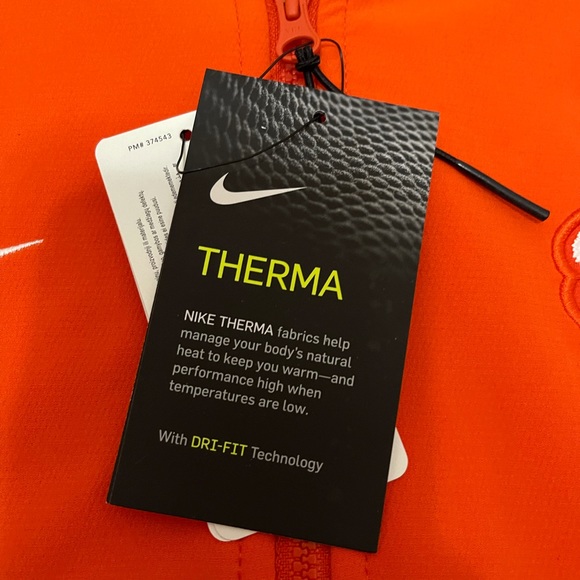 PM# 374543
THERMA
NIKE THERMA fabrics help
manage your body's natural
heat to keep you warm—and
performance high when
temperatures are low.
With DRI-FIT Technology